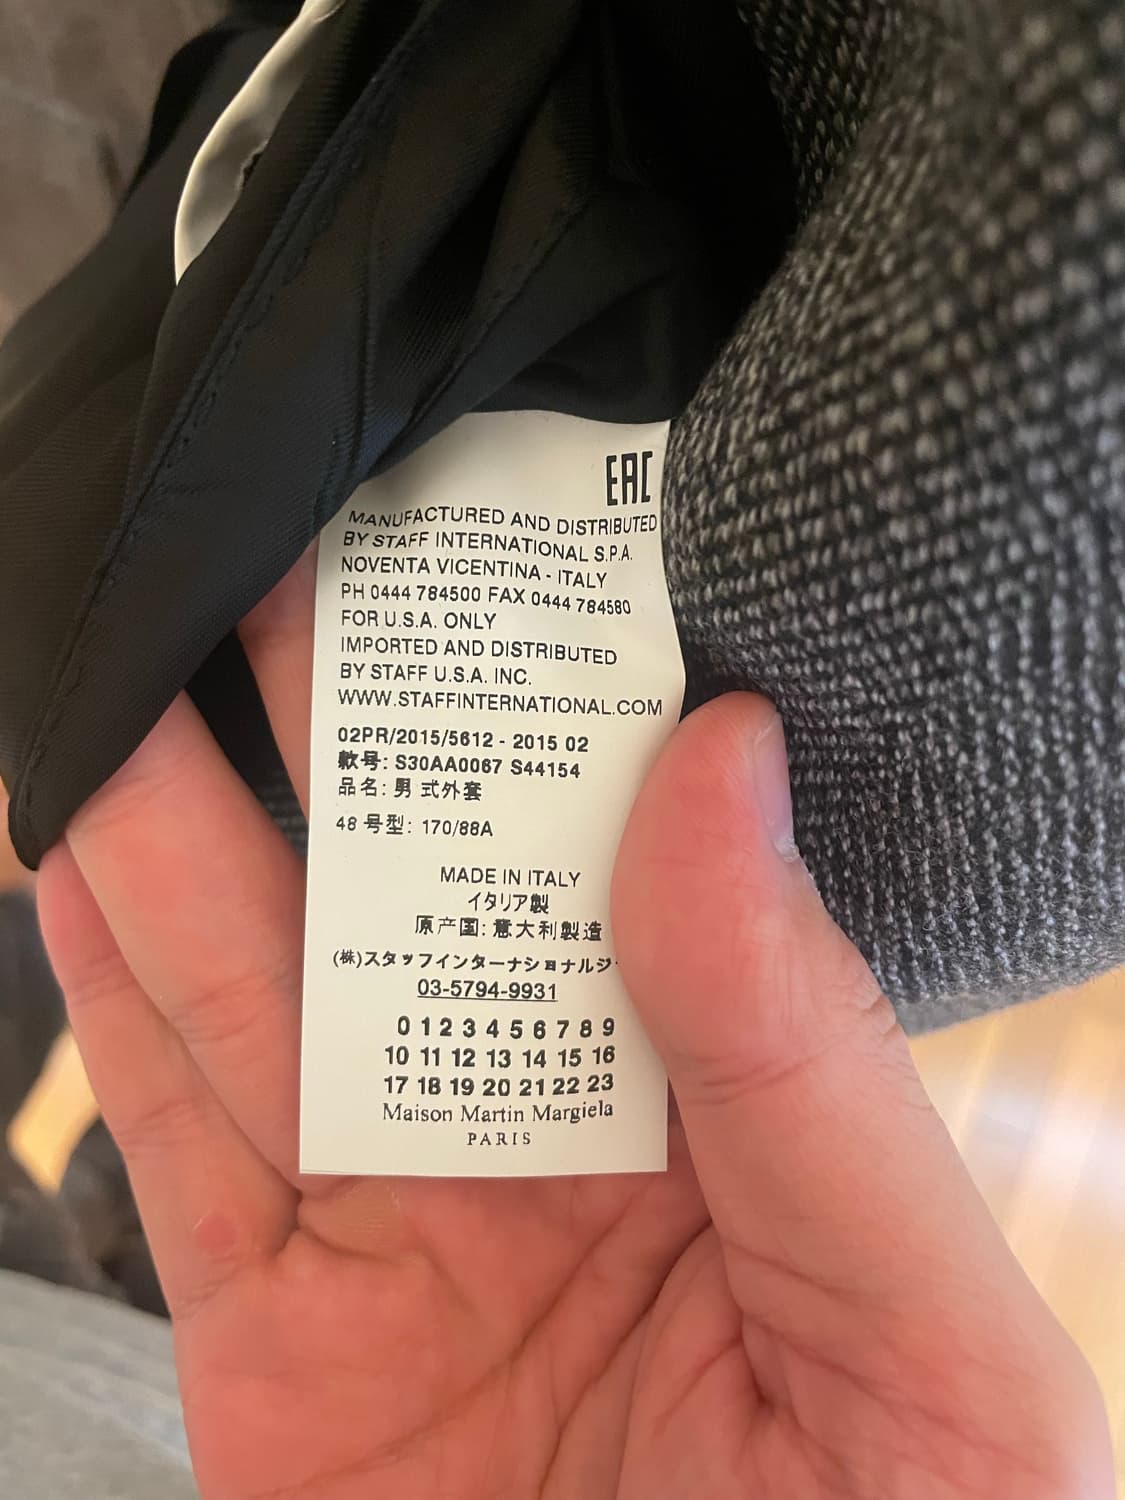 EAC
MANUFACTURED AND DISTRIBUTED
BY STAFF INTERNATIONAL S.P.A.
NOVENTA VICENTINA - ITALY
PH 0444 784500 FAX 0444 784580
FOR U.S.A. ONLY
IMPORTED AND DISTRIBUTED
BY STAFF U.S.A. INC.
WWW.STAFFINTERNATIONAL.COM
02PR/2015/5612 - 2015 02
款号: S30AA0067 S44154
品名: 男 式外套
48 号型: 170/88A
MADE IN ITALY
イタリア製
原产国: 意大利製造
(株)スタッフインターナショナルジ
03-5794-9931
0 1 2 3 4 5 6 7 8 9
10 11 12 13 14 15 16
17 18 19 20 21 22 23
Maison Martin Margiela
PARIS